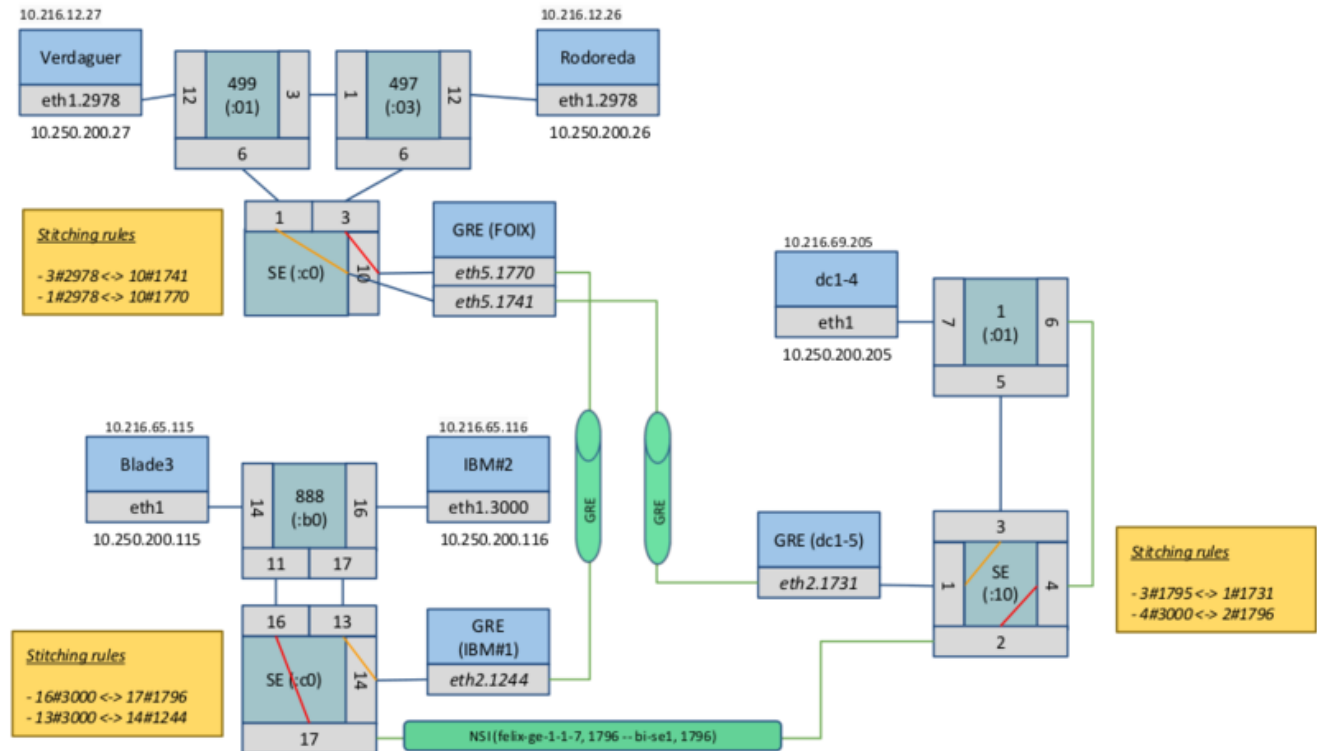 10.216.12.27
10.216.12.26
Verdaguer
eth1.2978
10.250.200.27
12
499
(:01)
3
6
1
497
(:03)
12
6
Rodoreda
eth1.2978
10.250.200.26
Stitching rules
- 3#2978 <-> 10#1741
- 1#2978 <-> 10#1770
1
3
SE (:c0)
10
GRE (FOIX)
eth5.1770
eth5.1741
10.216.69.205
dc1-4
eth1
10.250.200.205
7
1
(:01)
6
5
10.216.65.115
Blade3
eth1
10.250.200.115
14
888
(:b0)
16
11
17
10.216.65.116
IBM#2
eth1.3000
10.250.200.116
GRE
GRE
GRE (dc1-5)
eth2.1731
3
1
SE
(:10)
4
2
Stitching rules
- 3#1795 <-> 1#1731
- 4#3000 <-> 2#1796
Stitching rules
- 16#3000 <-> 17#1796
- 13#3000 <-> 14#1244
16
13
SE (:c0)
14
17
GRE
(IBM#1)
eth2.1244
NSI (felix-ge-1-1-7, 1796 -- bi-se1, 1796)